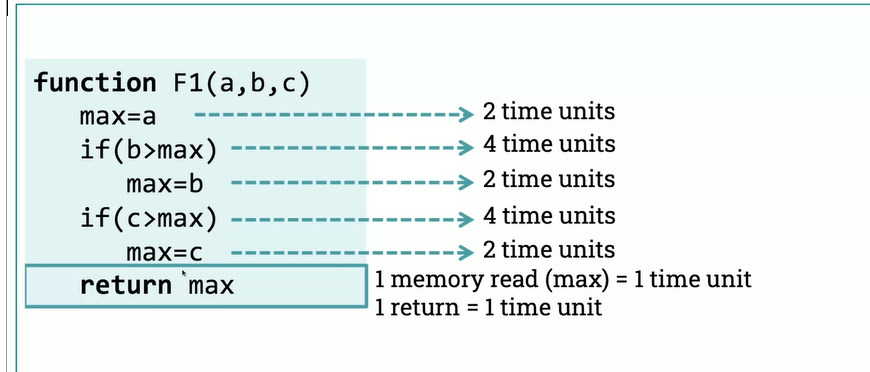 function F1(a,b,c)
max=a 2 time units
if(b>max) 4 time units
max=b 2 time units
if(c>max) 4 time units
max=c 2 time units
return max 1 memory read (max) = 1 time unit
1 return = 1 time unit